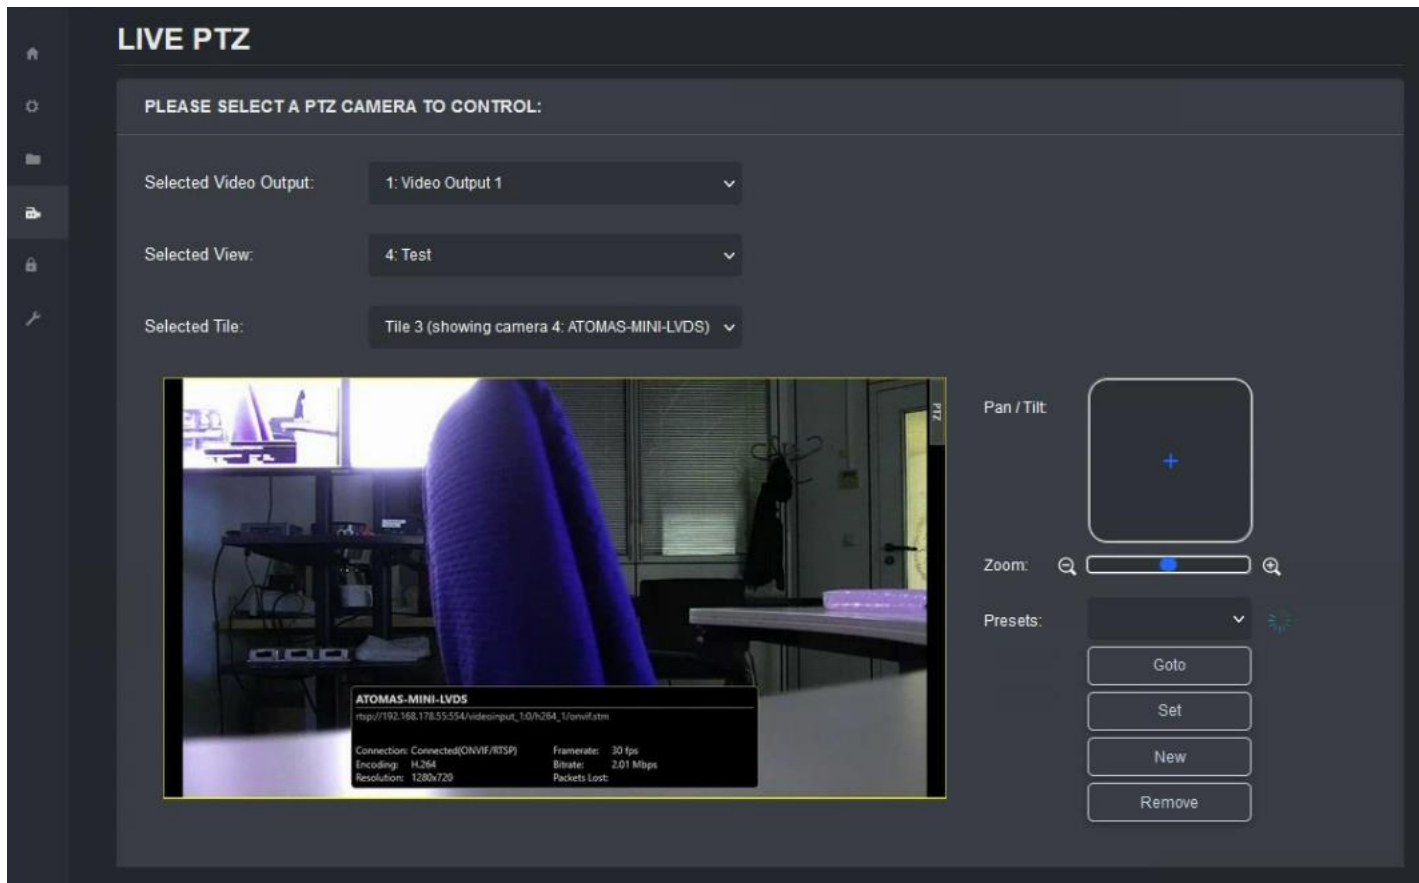 LIVE PTZ
PLEASE SELECT A PTZ CAMERA TO CONTROL:
Selected Video Output: 1: Video Output 1
Selected View: 4: Test
Selected Tile: Tile 3 (showing camera 4: ATOMAS-MINI-LVDS)
PTZ
Pan / Tilt:
Zoom:
Presets:
Goto
Set
New
Remove
ATOMAS-MINI-LVDS
rtsp://192.168.178.55:554/videoinput_1:0/h264_1/onvif.stm
Connection: Connected(ONVIF/RTSP) Framerate: 30 fps
Encoding: H.264 Bitrate: 2.01 Mbps
Resolution: 1280x720 Packets Lost: